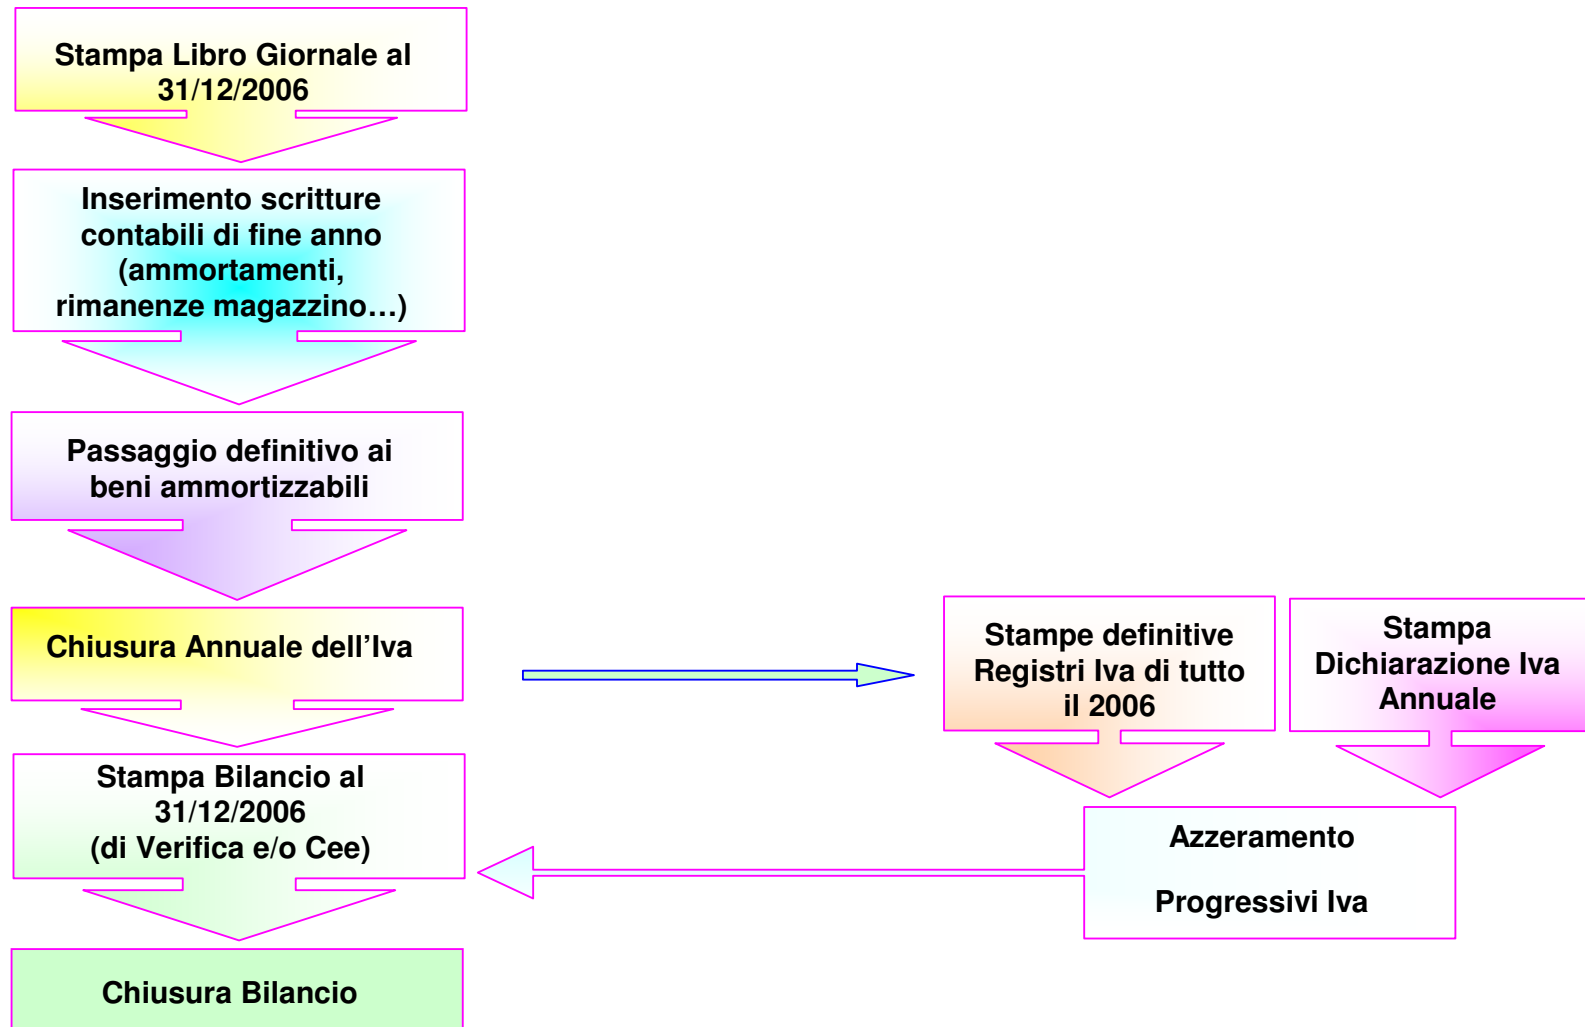 Stampa Libro Giornale al
31/12/2006
Inserimento scritture
contabili di fine anno
(ammortamenti,
rimanenze magazzino…)
Passaggio definitivo ai
beni ammortizzabili
Chiusura Annuale dell’Iva
Stampe definitive
Registri Iva di tutto
il 2006
Stampa
Dichiarazione Iva
Annuale
Stampa Bilancio al
31/12/2006
(di Verifica e/o Cee)
Azzeramento
Progressivi Iva
Chiusura Bilancio